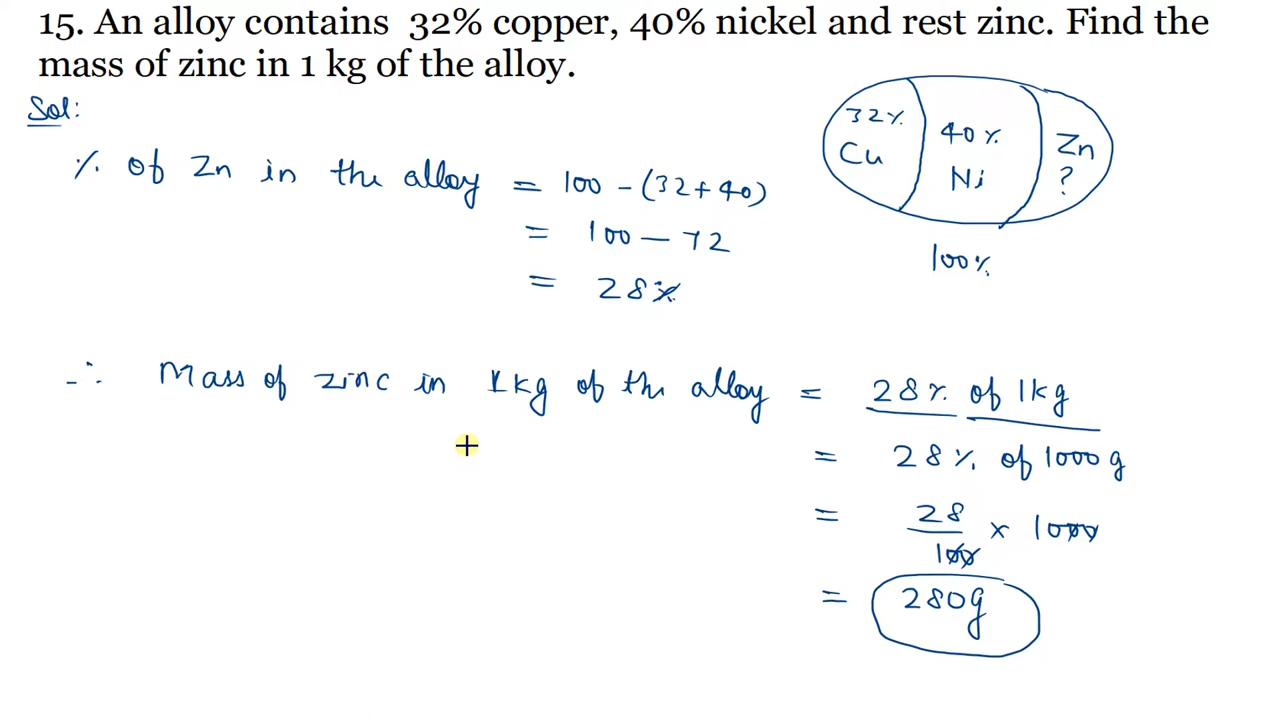 15. An alloy contains 32% copper, 40% nickel and rest zinc. Find the
mass of zinc in 1 kg of the alloy.
Sol:
% of Zn in the alloy = 100 - (32+40)
= 100 - 72
= 28%
32%
Cu
40%
Ni
Zn
?
100%
∴ Mass of zinc in 1kg of the alloy = 28% of 1kg
= 28% of 1000g
= 28/100 × 1000
= 280g